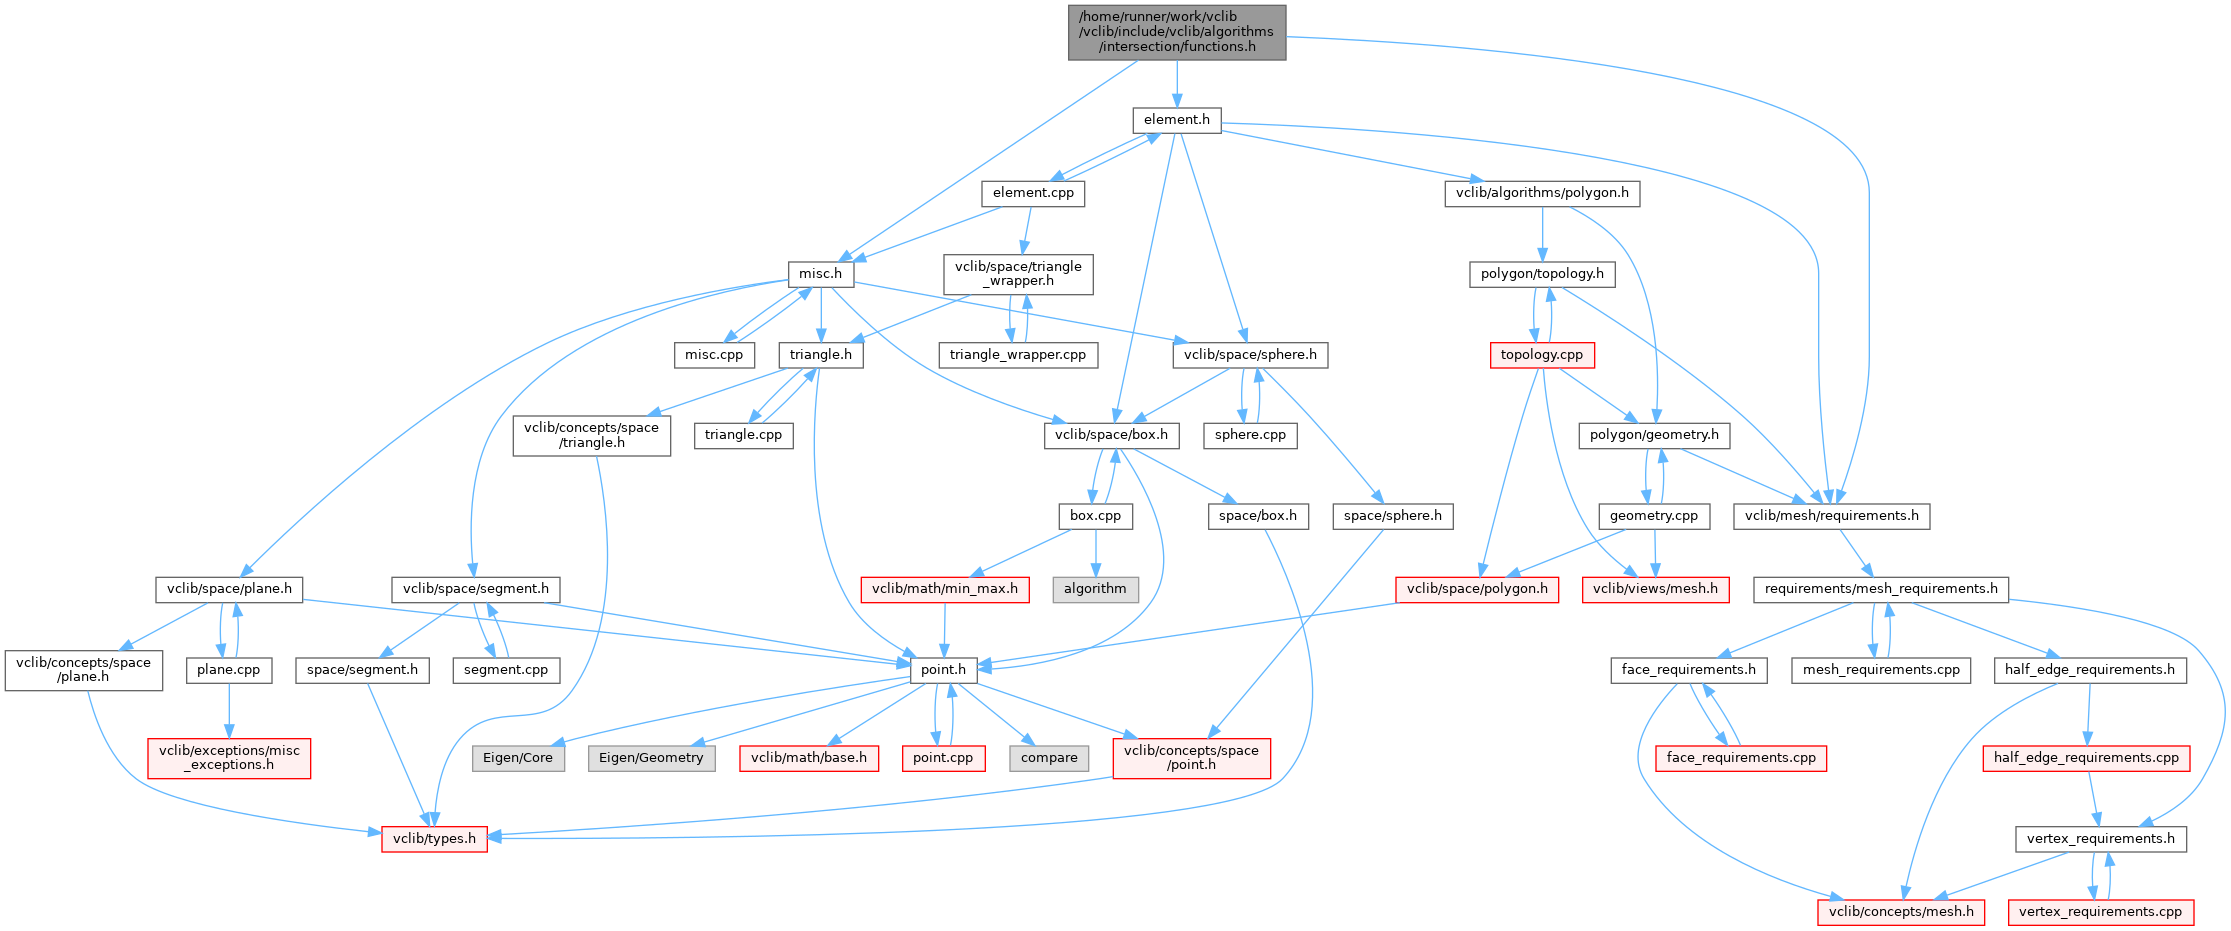 /home/runner/work/vclib
/vclib/include/vclib/algorithms
/intersection/functions.h
element.h
element.cpp
vclib/algorithms/polygon.h
misc.h
vclib/space/triangle
_wrapper.h
polygon/topology.h
misc.cpp
triangle.h
triangle_wrapper.cpp
vclib/space/sphere.h
topology.cpp
vclib/concepts/space
/triangle.h
triangle.cpp
vclib/space/box.h
sphere.cpp
polygon/geometry.h
box.cpp
space/box.h
space/sphere.h
geometry.cpp
vclib/mesh/requirements.h
vclib/space/plane.h
vclib/space/segment.h
vclib/math/min_max.h
algorithm
vclib/space/polygon.h
vclib/views/mesh.h
requirements/mesh_requirements.h
vclib/concepts/space
/plane.h
plane.cpp
space/segment.h
segment.cpp
point.h
face_requirements.h
mesh_requirements.cpp
half_edge_requirements.h
vclib/exceptions/misc
_exceptions.h
Eigen/Core
Eigen/Geometry
vclib/math/base.h
point.cpp
compare
vclib/concepts/space
/point.h
face_requirements.cpp
half_edge_requirements.cpp
vclib/types.h
vertex_requirements.h
vclib/concepts/mesh.h
vertex_requirements.cpp